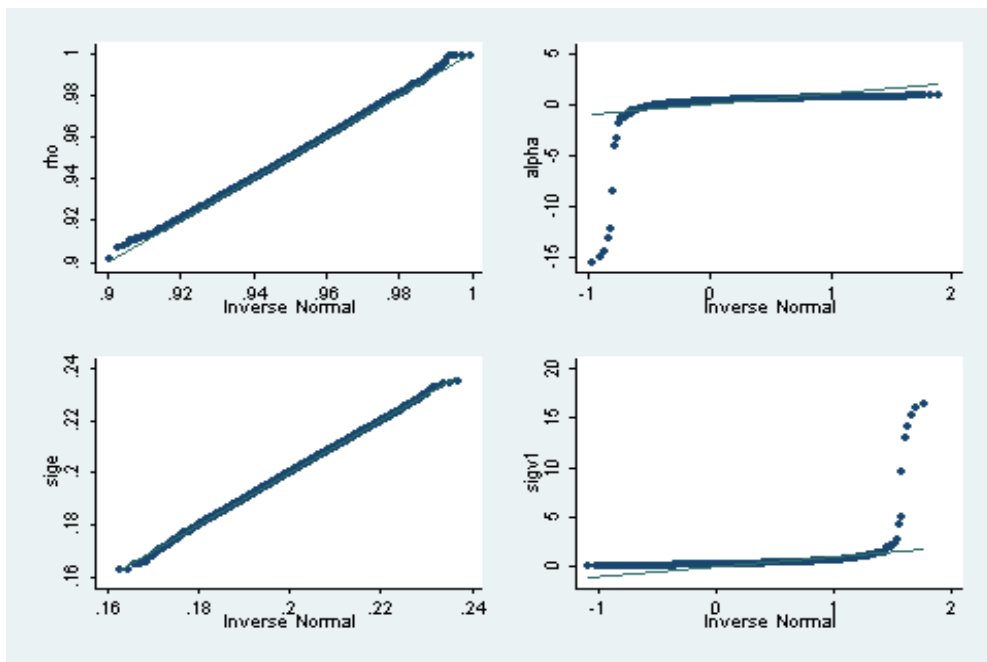 rho
1
.98
.96
.94
.92
.9
.9 .92 .94 .96 .98 1
Inverse Normal
alpha
5
0
-5
-10
-15
-1 0 1 2
Inverse Normal
sige
.24
.22
.2
.18
.16
.16 .18 .2 .22 .24
Inverse Normal
sigv1
20
15
10
5
0
-1 0 1 2
Inverse Normal